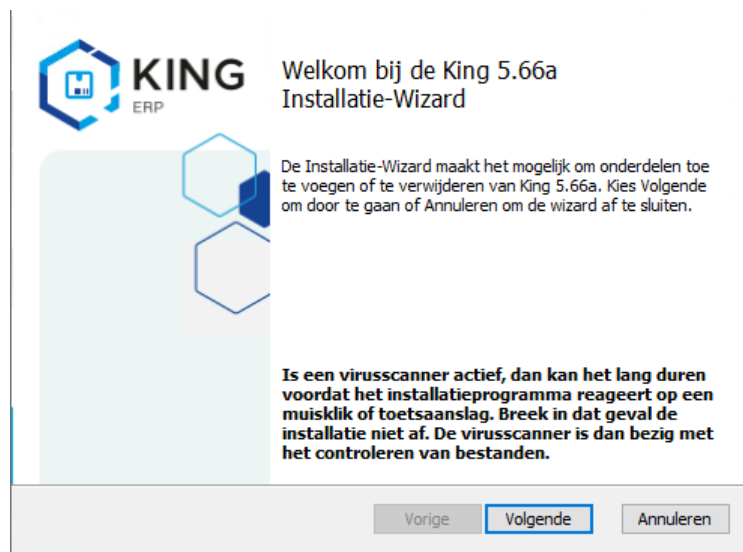 KING
ERP
Welkom bij de King 5.66a
Installatie-Wizard
De Installatie-Wizard maakt het mogelijk om onderdelen toe
te voegen of te verwijderen van King 5.66a. Kies Volgende
om door te gaan of Annuleren om de wizard af te sluiten.
Is een virusscanner actief, dan kan het lang duren
voordat het installatieprogramma reageert op een
muisklik of toetsaanslag. Breek in dat geval de
installatie niet af. De virusscanner is dan bezig met
het controleren van bestanden.
Vorige
Volgende
Annuleren